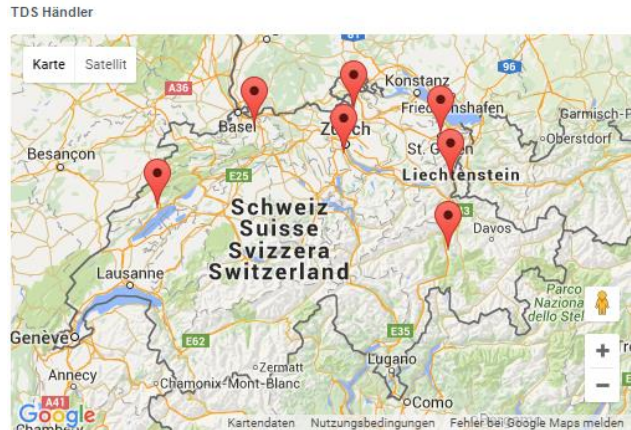 TDS Händler
Karte Satellit
A36
96
Konstanz
Basel
Zürich
St. Gallen
Garmisch-P
Oberstdorf
Besançon
E25
Liechtenstein
Schweiz
Suisse
Svizzera
Switzerland
Davos
Lausanne
Parco
Naziona
dello Stel
Genève
E62
E35
Zermatt
Lugano
Annecy
Chamonix-Mont-Blanc
A41
Como
Google
Kartendaten Nutzungsbedingungen Fehler bei Google Maps melden